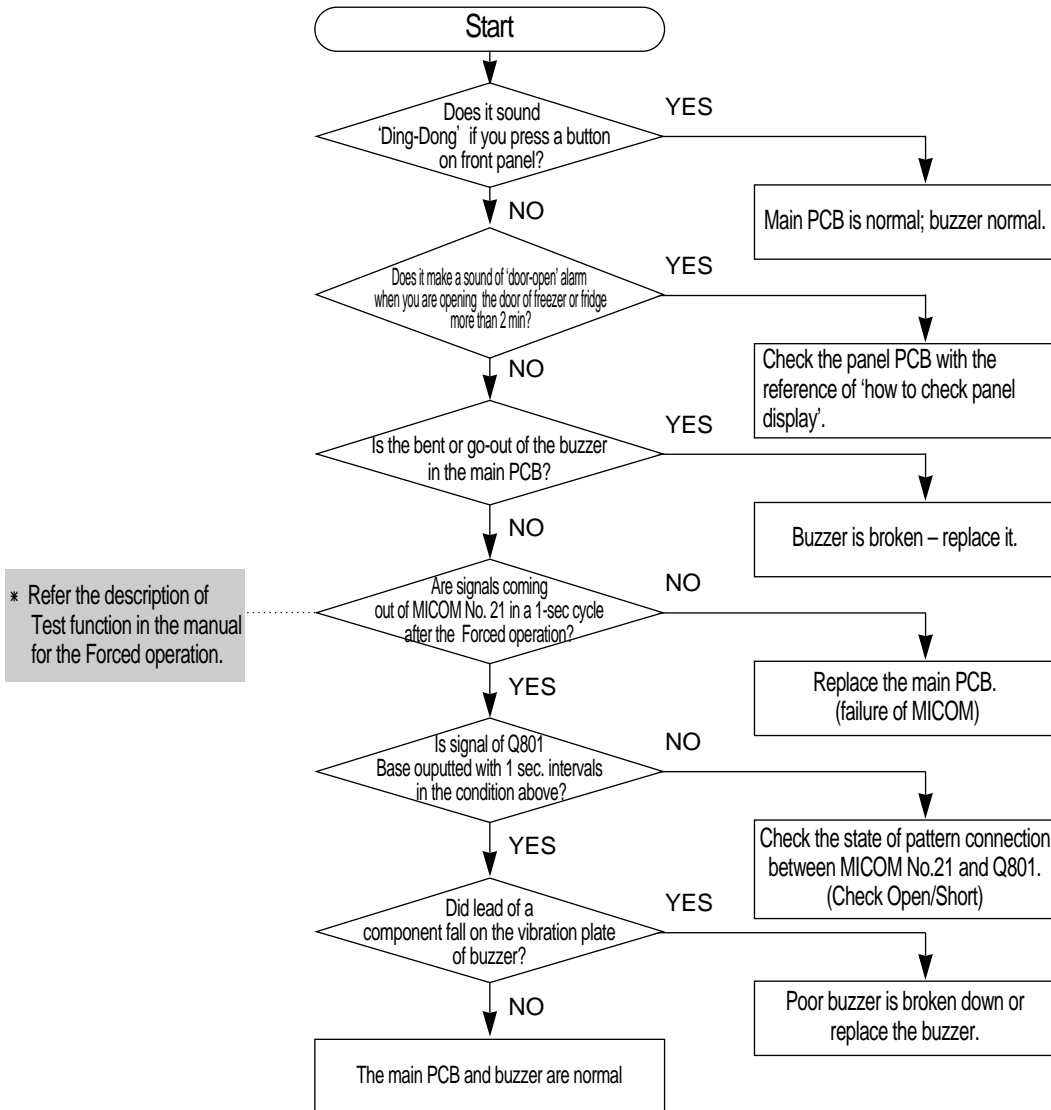 Start
Does it sound
'Ding-Dong' if you press a button
on front panel?
YES
NO
Main PCB is normal; buzzer normal.
Does it make a sound of 'door-open' alarm
when you are opening the door of freezer or fridge
more than 2 min?
YES
NO
Check the panel PCB with the
reference of 'how to check panel
display'.
Is the bent or go-out of the buzzer
in the main PCB?
YES
NO
Buzzer is broken – replace it.
* Refer the description of
Test function in the manual
for the Forced operation.
Are signals coming
out of MICOM No. 21 in a 1-sec cycle
after the Forced operation?
NO
YES
Replace the main PCB.
(failure of MICOM)
Is signal of Q801
Base ouputted with 1 sec. intervals
in the condition above?
NO
YES
Check the state of pattern connection
between MICOM No.21 and Q801.
(Check Open/Short)
Did lead of a
component fall on the vibration plate
of buzzer?
YES
NO
Poor buzzer is broken down or
replace the buzzer.
The main PCB and buzzer are normal